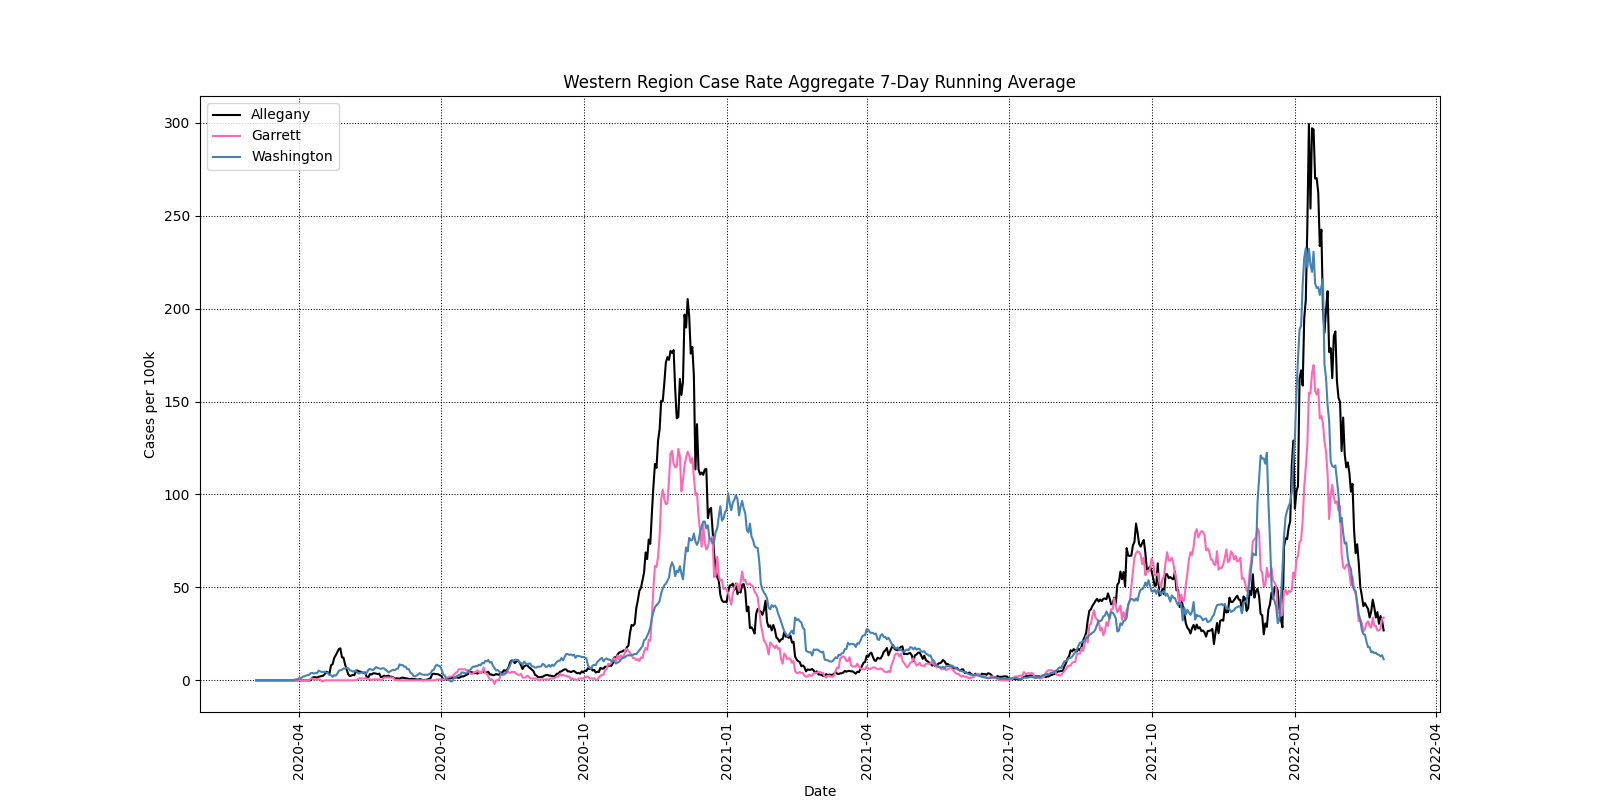 Western Region Case Rate Aggregate 7-Day Running Average
Allegany
Garrett
Washington
300
250
200
150
100
50
0
Cases per 100k
2020-04
2020-07
2020-10
2021-01
2021-04
2021-07
2021-10
2022-01
2022-04
Date